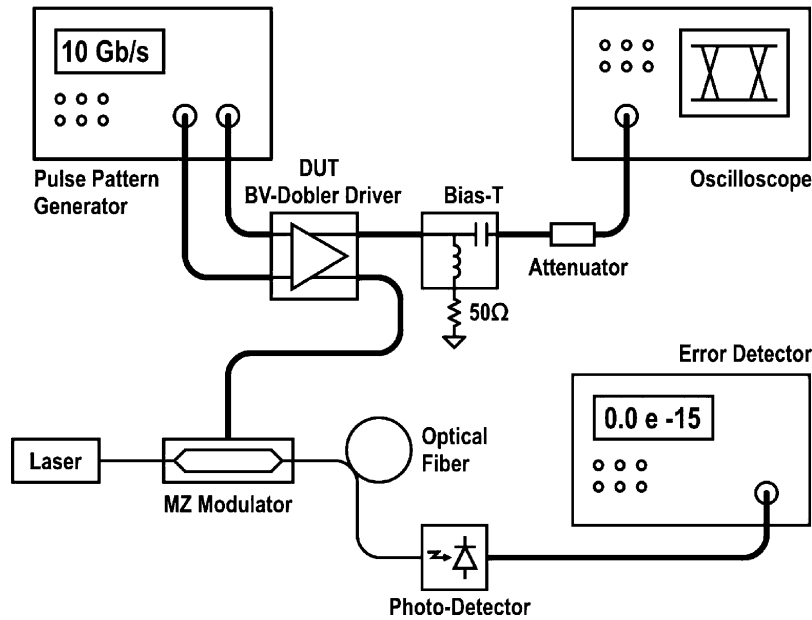 10 Gb/s
Pulse Pattern
Generator
DUT
BV-Dobler Driver
Bias-T
50Ω
Attenuator
Oscilloscope
Error Detector
0.0 e -15
Laser
MZ Modulator
Optical
Fiber
Photo-Detector